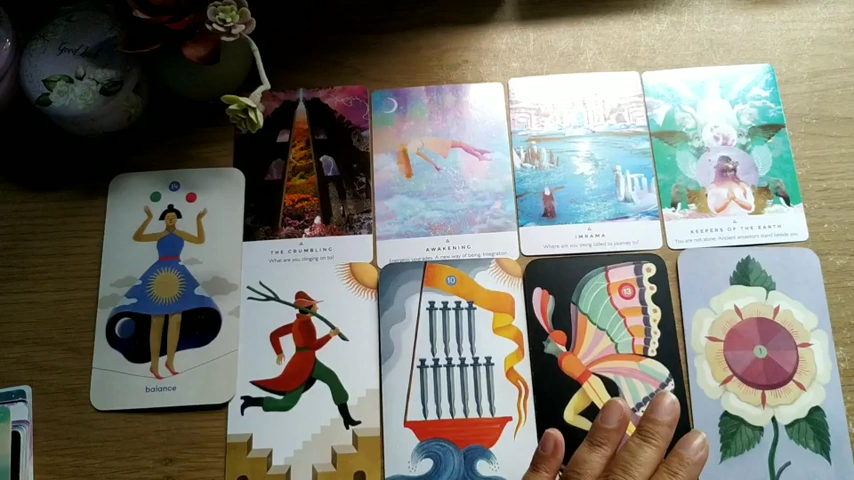 Good
THE CRUMBLING
What are you clinging on to?
AWAKENING
Energetic upgrades. A new way of being. Integration
IMRAMA
Where are you being called to journey to?
KEEPERS OF THE EARTH
You are not alone. Ancient ancestors stand beside you
14
balance
10
13
1